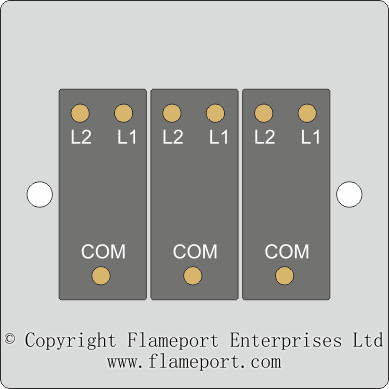 L2 L1 L2 L1 L2 L1
COM COM COM
© Copyright Flameport Enterprises Ltd
www.flameport.com